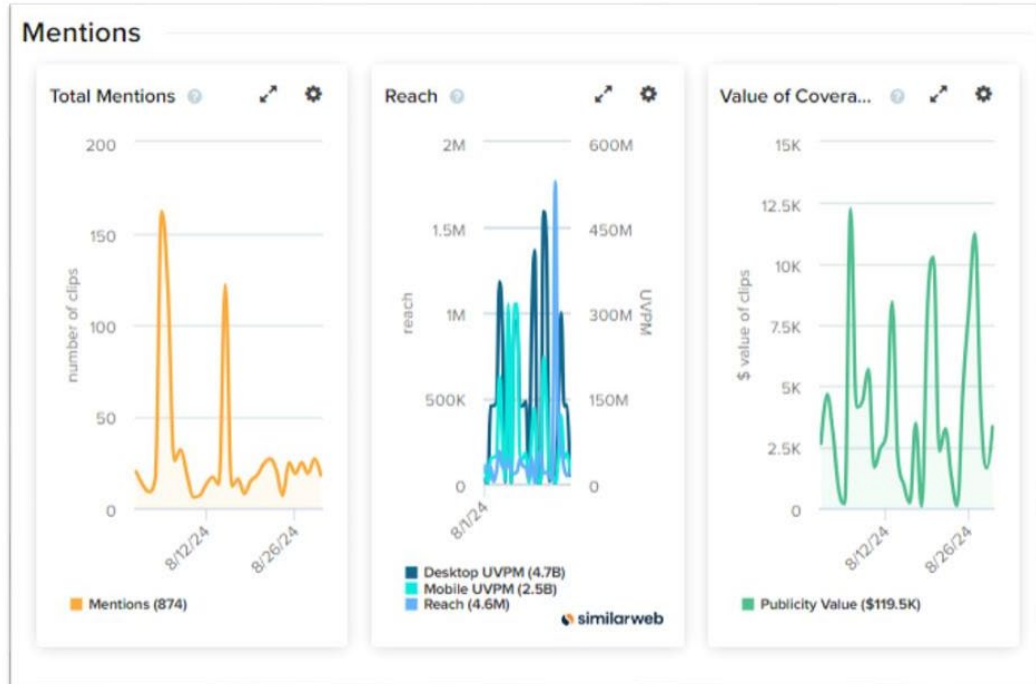 Mentions
Total Mentions
200
150
100
50
0
number of clips
8/12/24
8/26/24
Mentions (874)
Reach
2M
1.5M
1M
500K
0
reach
600M
450M
300M
150M
0
UVPM
8/1/24
Desktop UVPM (4.7B)
Mobile UVPM (2.5B)
Reach (4.6M)
similarweb
Value of Covera...
15K
12.5K
10K
7.5K
5K
2.5K
0
$ value of clips
8/12/24
8/26/24
Publicity Value ($119.5K)